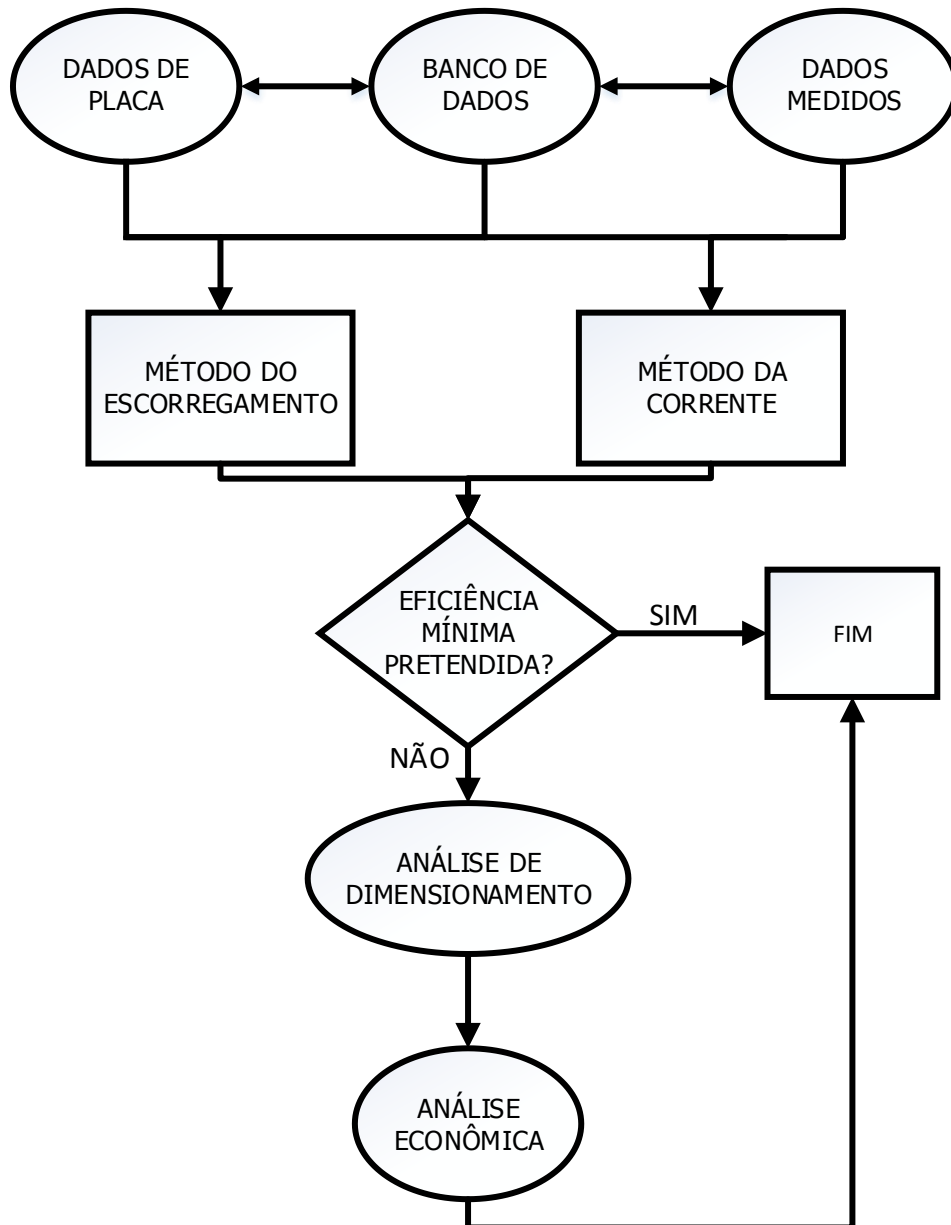 DADOS DE
PLACA
BANCO DE
DADOS
DADOS
MEDIDOS
MÉTODO DO
ESCORREGAMENTO
MÉTODO DA
CORRENTE
EFICIÊNCIA
MÍNIMA
PRETENDIDA?
SIM
FIM
NÃO
ANÁLISE DE
DIMENSIONAMENTO
ANÁLISE
ECONÔMICA